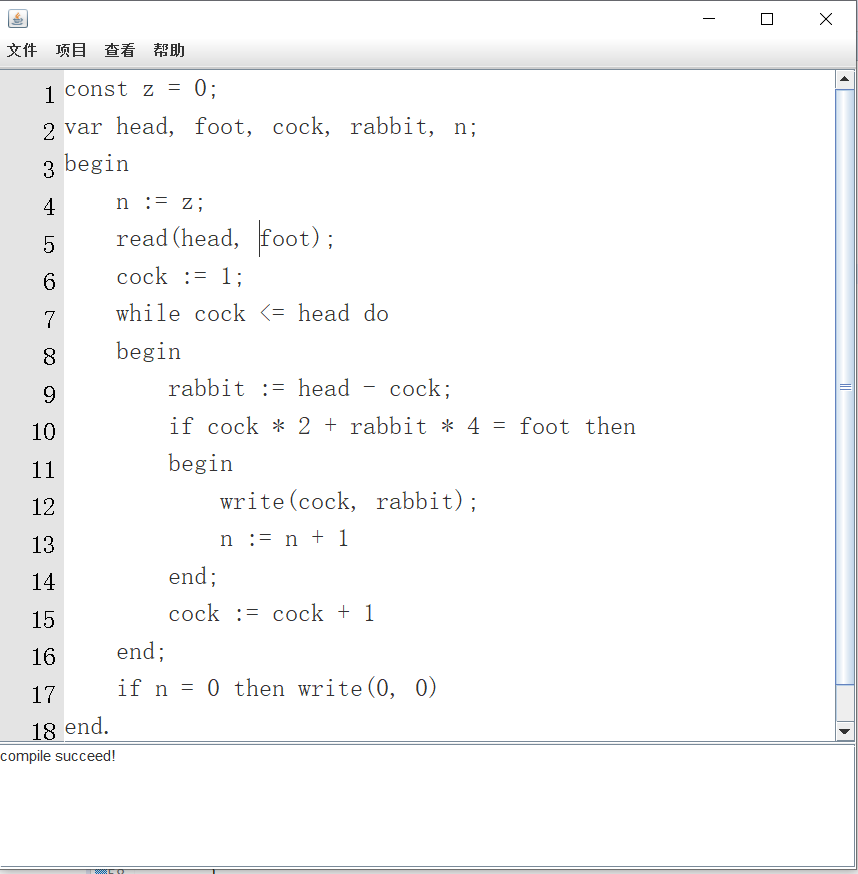 文件 项目 查看 帮助
1 const z = 0;
2 var head, foot, cock, rabbit, n;
3 begin
4     n := z;
5     read(head, foot);
6     cock := 1;
7     while cock <= head do
8     begin
9         rabbit := head - cock;
10         if cock * 2 + rabbit * 4 = foot then
11         begin
12             write(cock, rabbit);
13             n := n + 1
14         end;
15         cock := cock + 1
16     end;
17     if n = 0 then write(0, 0)
18 end.
compile succeed!